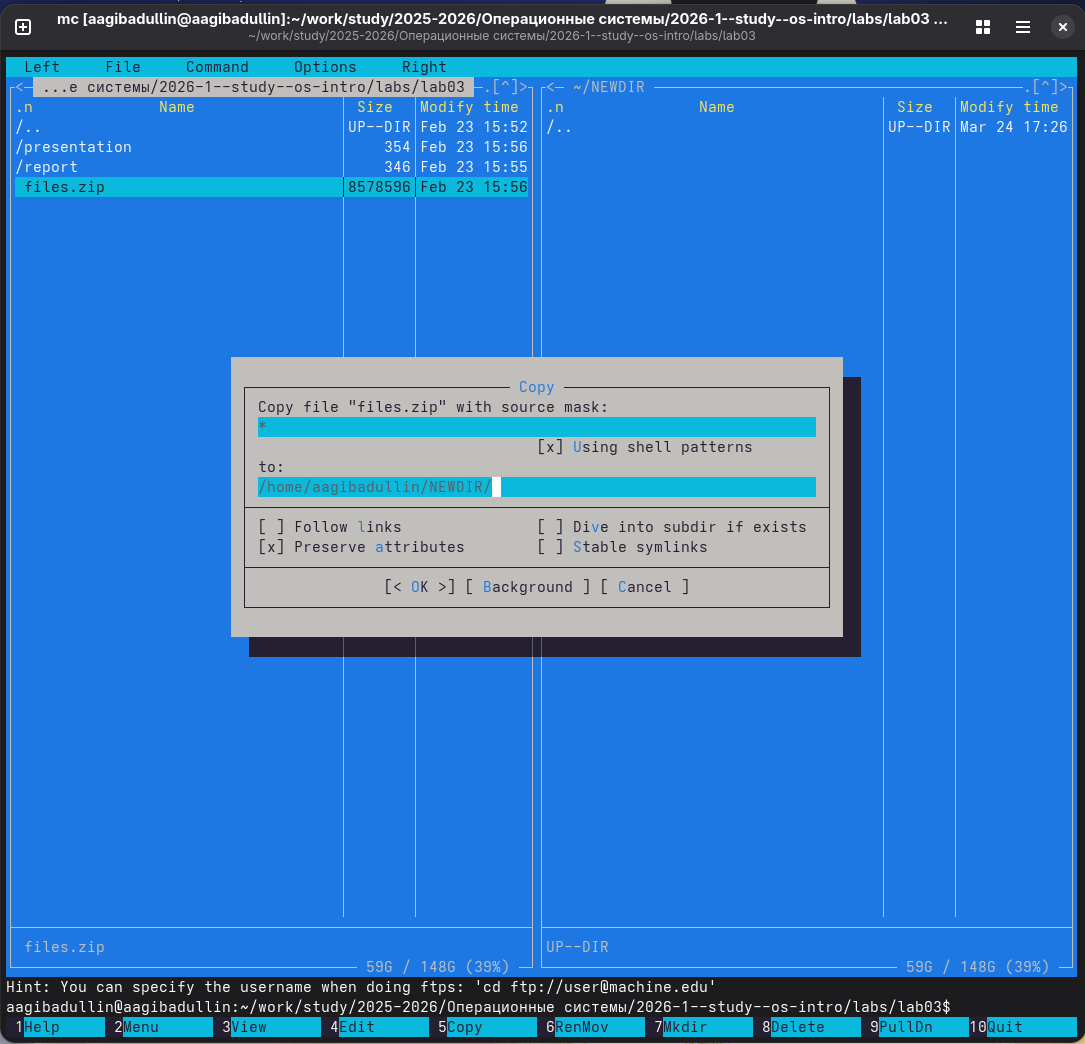 mc [aagibadullin@aagibadullin]:~/work/study/2025-2026/Операционные системы/2026-1--study--os-intro/labs/lab03 ...
~/work/study/2025-2026/Операционные системы/2026-1--study--os-intro/labs/lab03
Left File Command Options Right
<— ...е системы/2026-1--study--os-intro/labs/lab03 —.[^]> <— ~/NEWDIR —.[^]>
.n Name Size Modify time .n Name Size Modify time
/.. UP--DIR Feb 23 15:52 /.. UP--DIR Mar 24 17:26
/presentation 354 Feb 23 15:56
/report 346 Feb 23 15:55
files.zip 8578596 Feb 23 15:56
Copy
Copy file "files.zip" with source mask:
*
[x] Using shell patterns
to:
/home/aagibadullin/NEWDIR/
[ ] Follow links [ ] Dive into subdir if exists
[x] Preserve attributes [ ] Stable symlinks
[< OK >] [ Background ] [ Cancel ]
files.zip UP--DIR
59G / 148G (39%) 59G / 148G (39%)
Hint: You can specify the username when doing ftps: 'cd ftp://user@machine.edu'
aagibadullin@aagibadullin:~/work/study/2025-2026/Операционные системы/2026-1--study--os-intro/labs/lab03$
1Help 2Menu 3View 4Edit 5Copy 6RenMov 7Mkdir 8Delete 9PullDn 10Quit